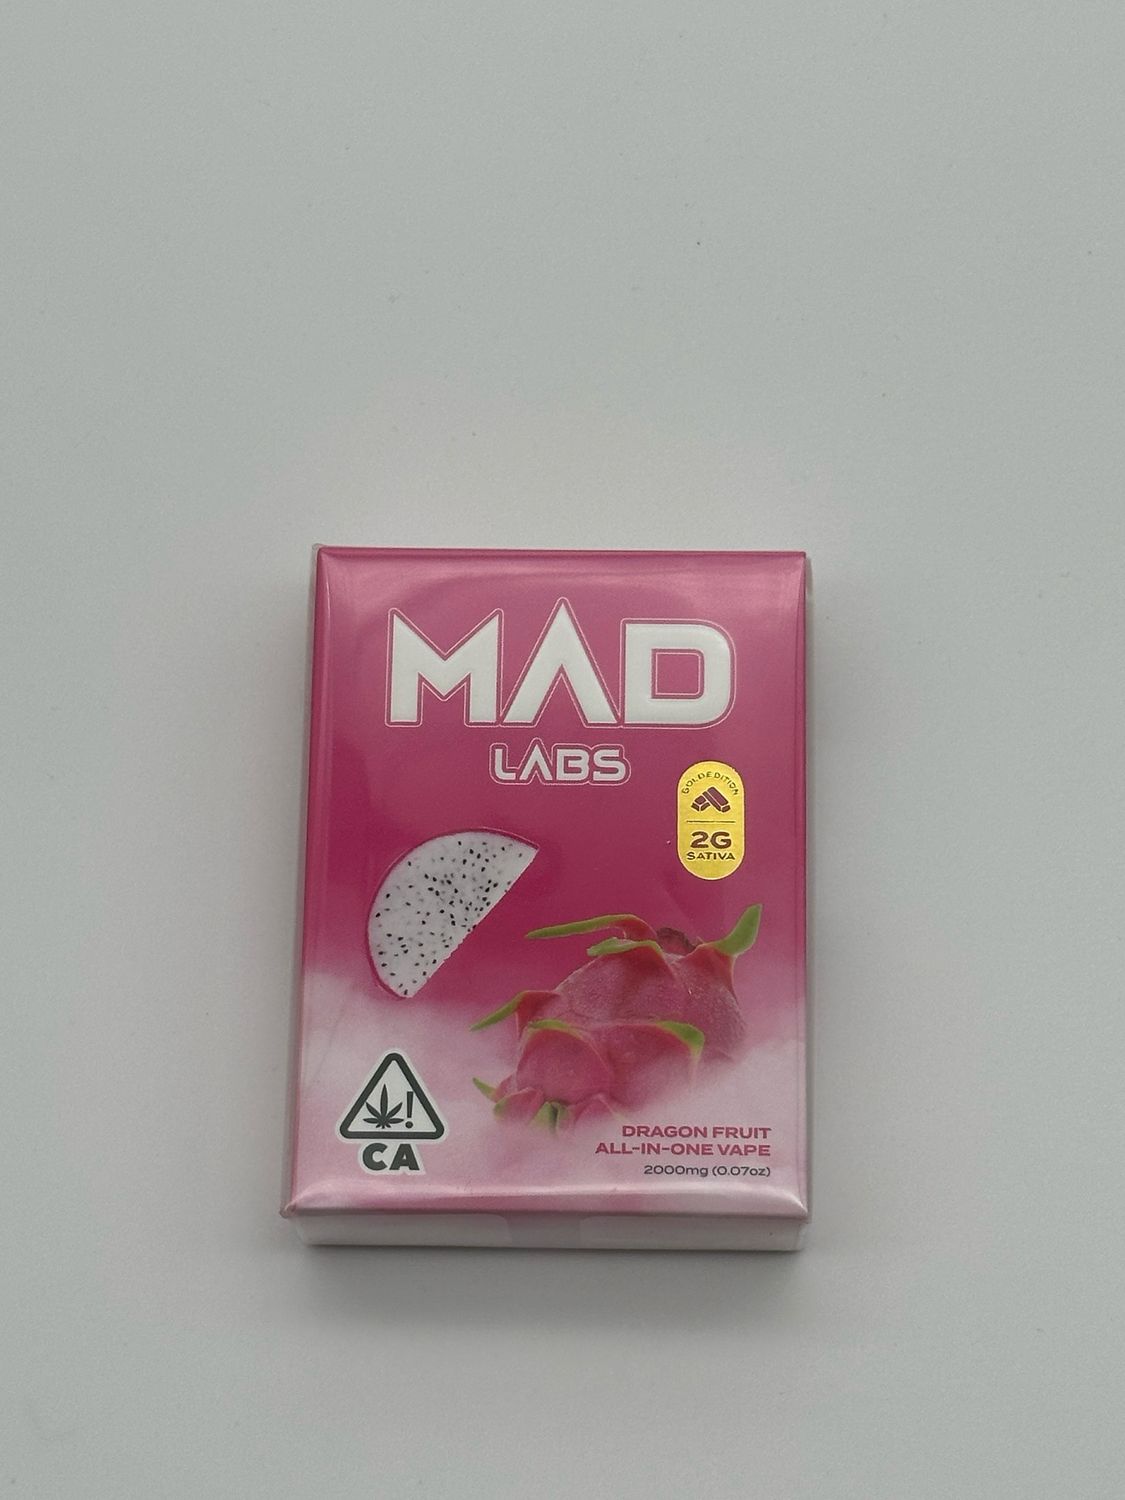 MAD
LABS
GOLD EDITION
2G
SATIVA
!
CA
DRAGON FRUIT
ALL-IN-ONE VAPE
2000mg (0.07oz)